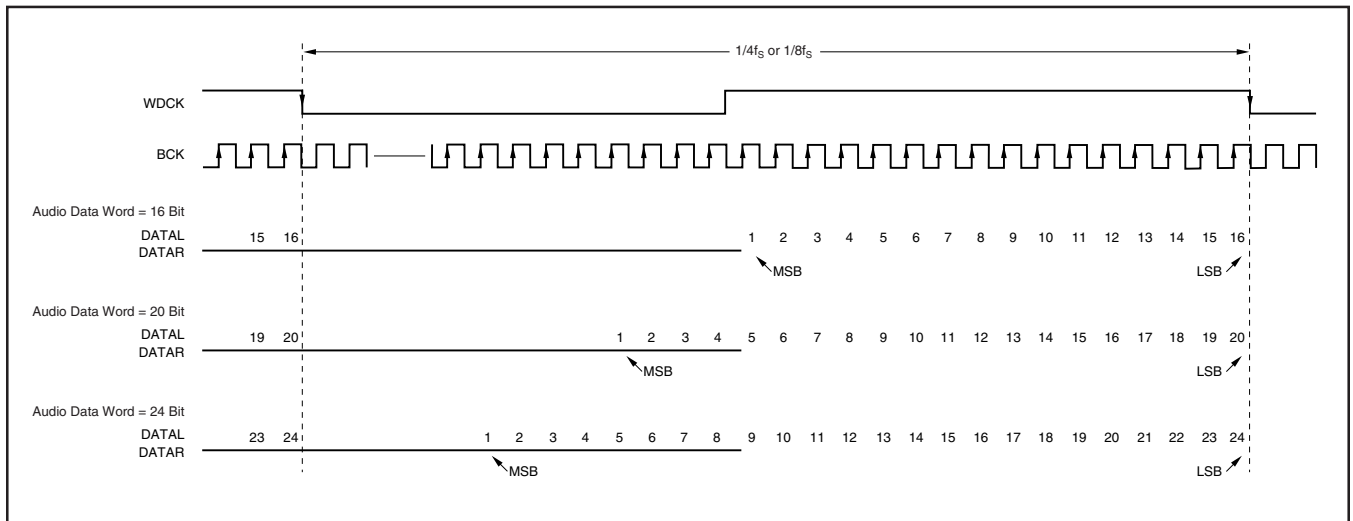 1/4fS or 1/8fS
WDCK
BCK
Audio Data Word = 16 Bit
DATAL 15 16 1 2 3 4 5 6 7 8 9 10 11 12 13 14 15 16
DATAR
MSB LSB
Audio Data Word = 20 Bit
DATAL 19 20 1 2 3 4 5 6 7 8 9 10 11 12 13 14 15 16 17 18 19 20
DATAR
MSB LSB
Audio Data Word = 24 Bit
DATAL 23 24 1 2 3 4 5 6 7 8 9 10 11 12 13 14 15 16 17 18 19 20 21 22 23 24
DATAR
MSB LSB